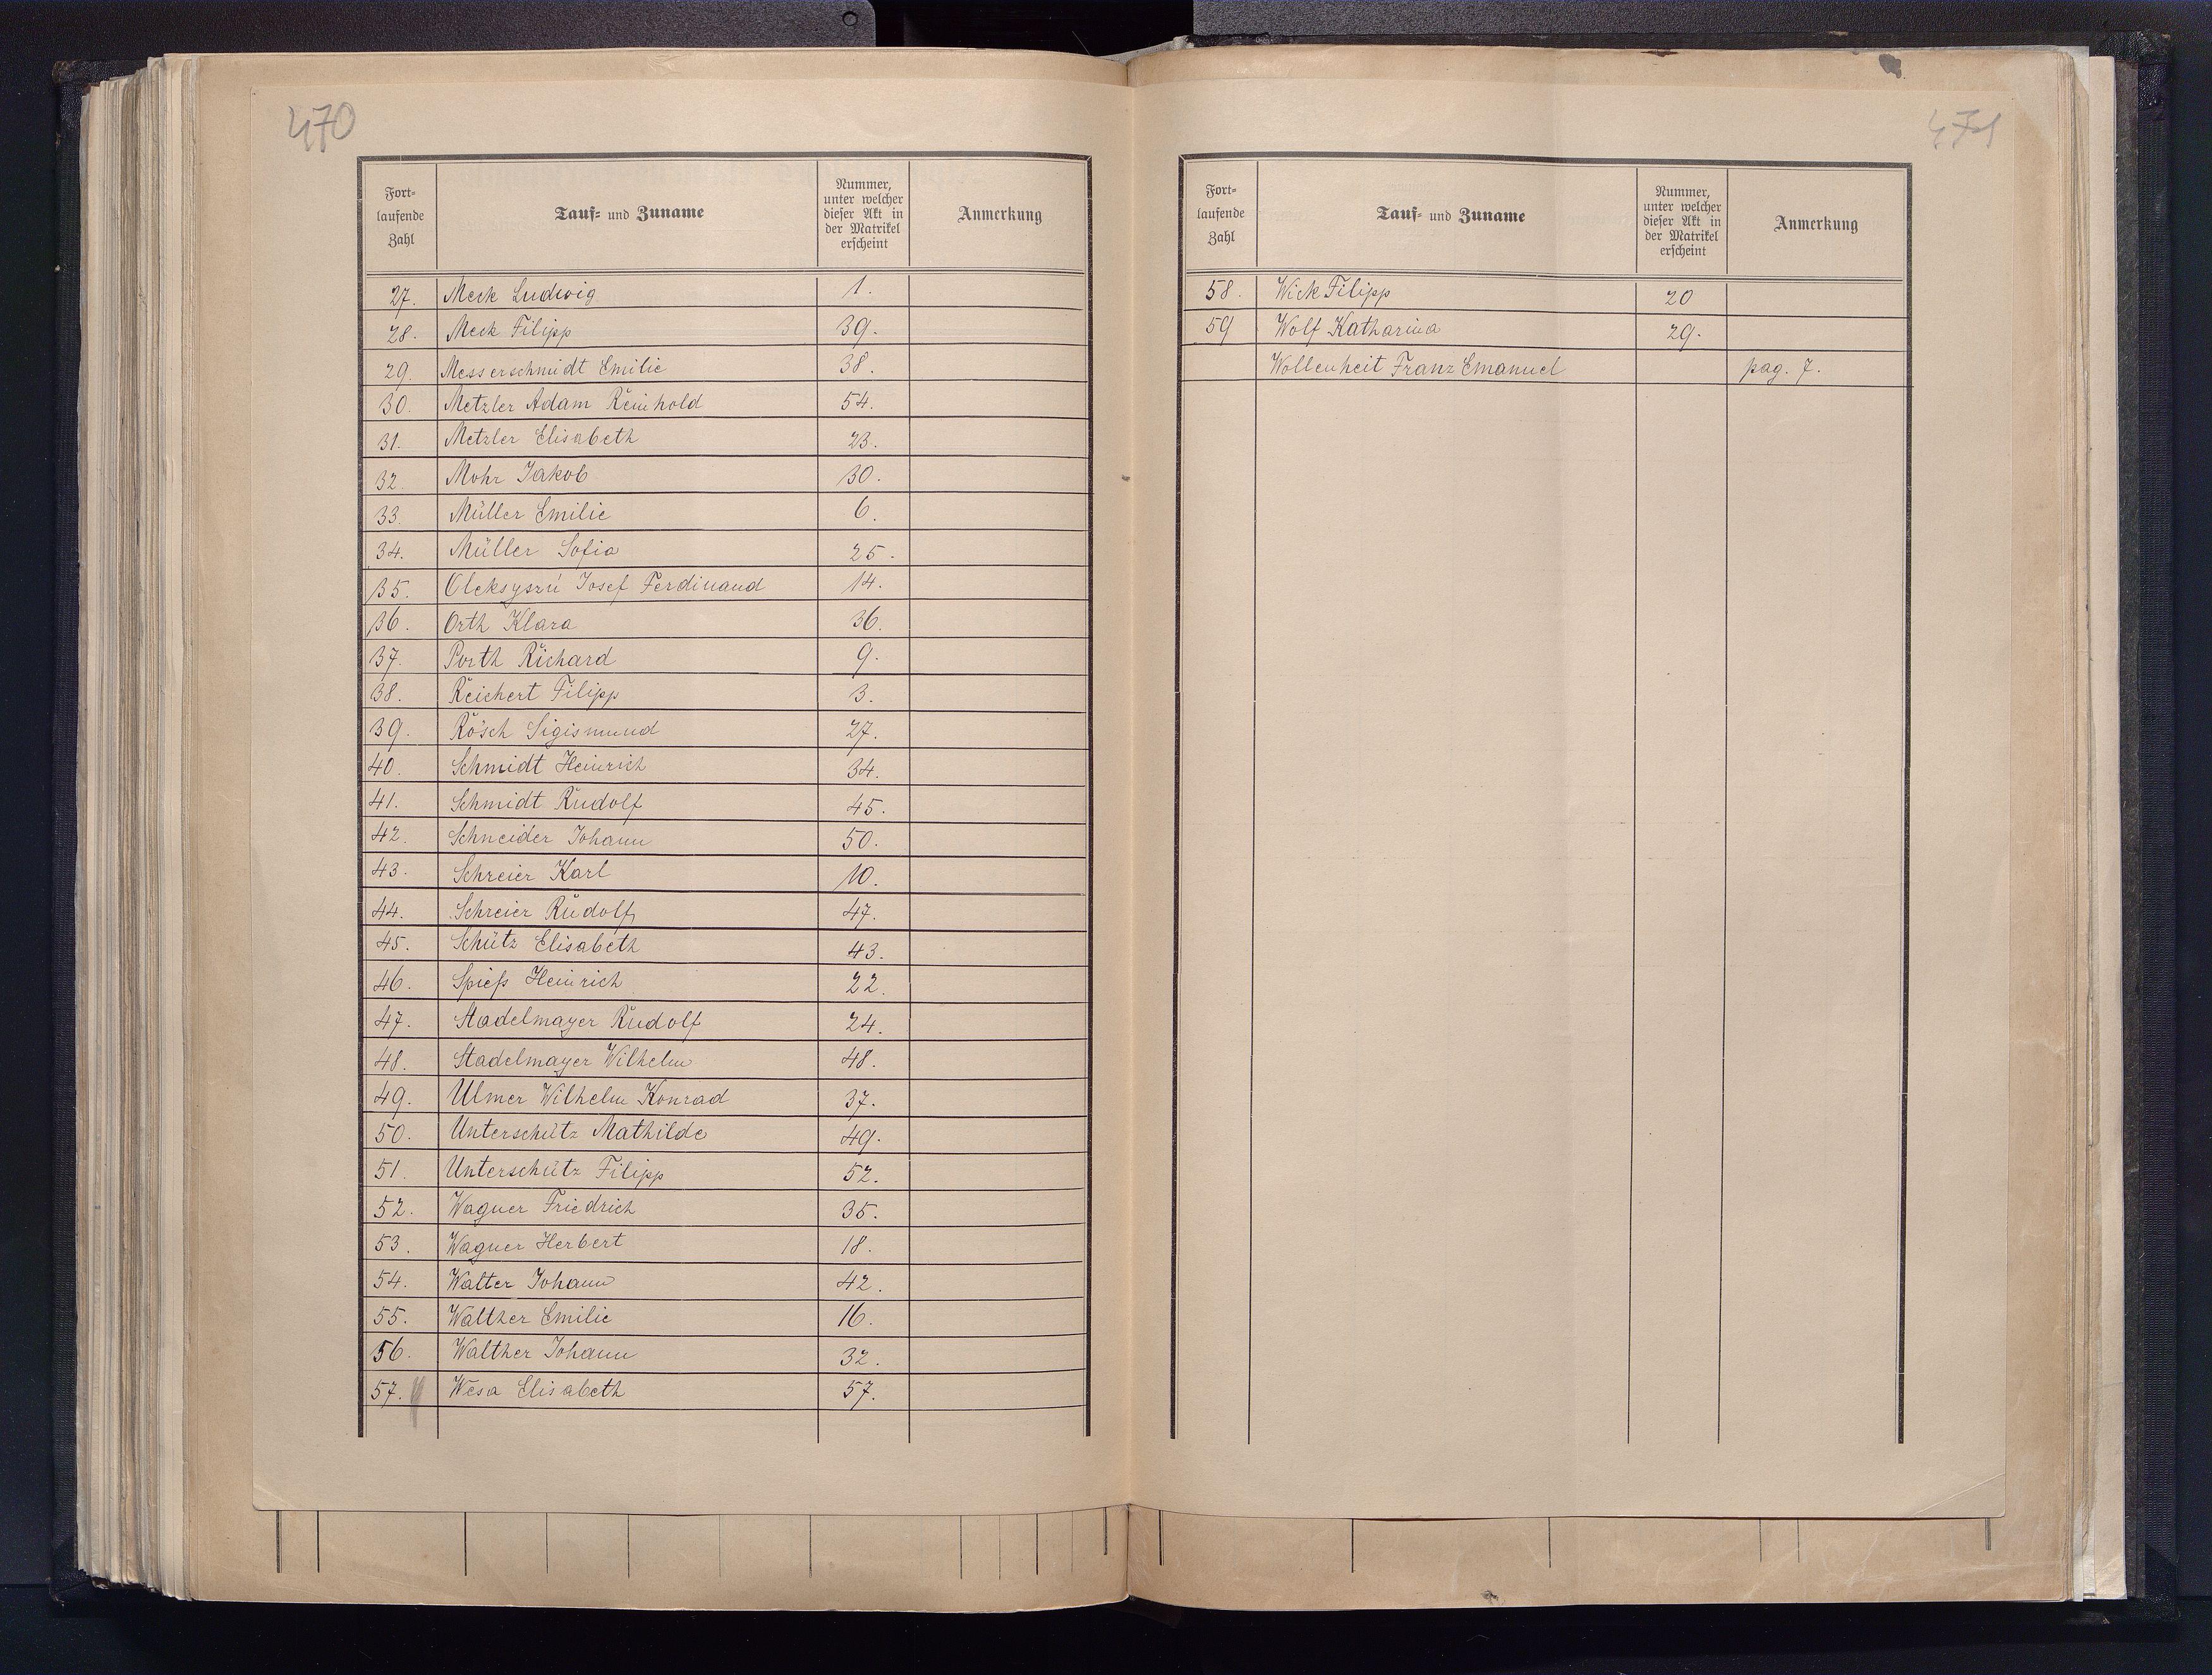 470
Fort-
laufende
Zahl
Tauf- und Zuname
Nummer,
unter welcher
dieser Akt in
der Matrikel
erscheint
Anmerkung
27. Meck Ludwig 1.
28. Meck Filipp 39.
29. Messerschmidt Emilie 38.
30. Metzler Adam Reinhold 54.
31. Metzler Elisabeth 23.
32. Mohr Jakob 30.
33. Müller Emilie 6.
34. Müller Sofia 25.
35. Oleksyszń Josef Ferdinand 14.
36. Orth Klara 36.
37. Porth Richard 9.
38. Reichert Filipp 3.
39. Rösch Sigismund 27.
40. Schmidt Heinrich 34.
41. Schmidt Rudolf 45.
42. Schneider Johann 50.
43. Schreier Karl 10.
44. Schreier Rudolf 47.
45. Schütz Elisabeth 43.
46. Spieß Heinrich 22.
47. Stadelmayer Rudolf 24.
48. Stadelmayer Wilhelm 48.
49. Ulmer Wilhelm Konrad 37.
50. Unterschütz Mathilde 49.
51. Unterschütz Filipp 52.
52. Wagner Friedrich 35.
53. Wagner Herbert 18.
54. Walter Johann 42.
55. Walther Emilie 16.
56. Walther Johann 32.
57. Wesa Elisabeth 57.
471
Fort-
laufende
Zahl
Tauf- und Zuname
Nummer,
unter welcher
dieser Akt in
der Matrikel
erscheint
Anmerkung
58. Wick Filipp 20
59 Wolf Katharina 29.
Wollenheit Franz Emanuel pag. 7.